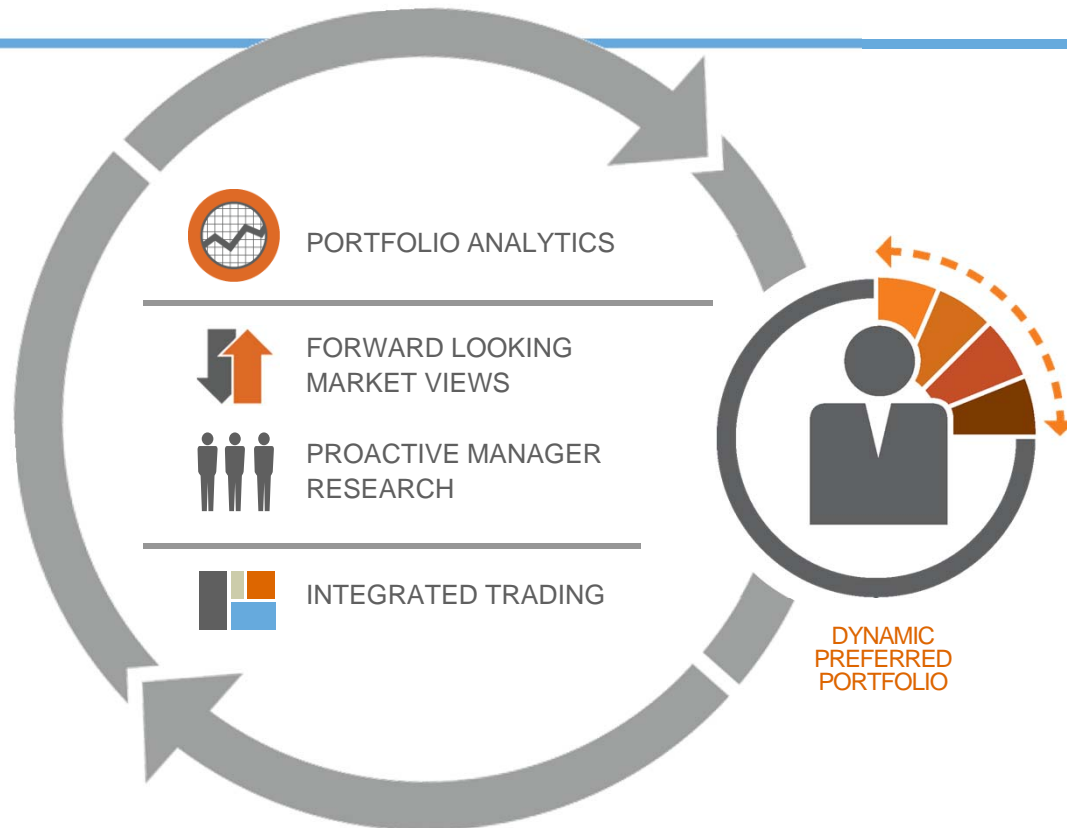 PORTFOLIO ANALYTICS
FORWARD LOOKING
MARKET VIEWS
PROACTIVE MANAGER
RESEARCH
INTEGRATED TRADING
DYNAMIC
PREFERRED
PORTFOLIO